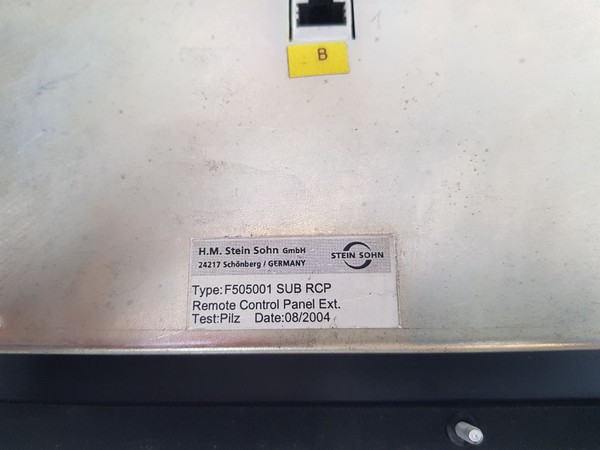 1
B
H.M. Stein Sohn GmbH
24217 Schönberg / GERMANY
STEIN SOHN
Type:F505001 SUB RCP
Remote Control Panel Ext.
Test:Pilz Date:08/2004